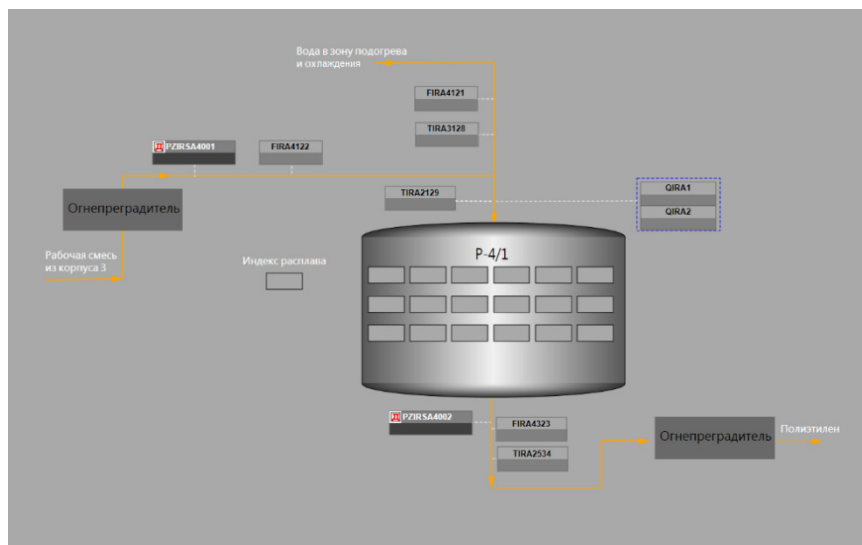 Вода в зону подогрева
и охлаждения
FIRA4121
TIRA3128
PZIRSA4001
FIRA4122
TIRA2129
QIRA1
QIRA2
Огнепреградитель
Рабочая смесь
из корпуса 3
Индекс расплава
Р-4/1
PZIRSA4002
FIRA4323
TIRA2534
Огнепреградитель
Полиэтилен